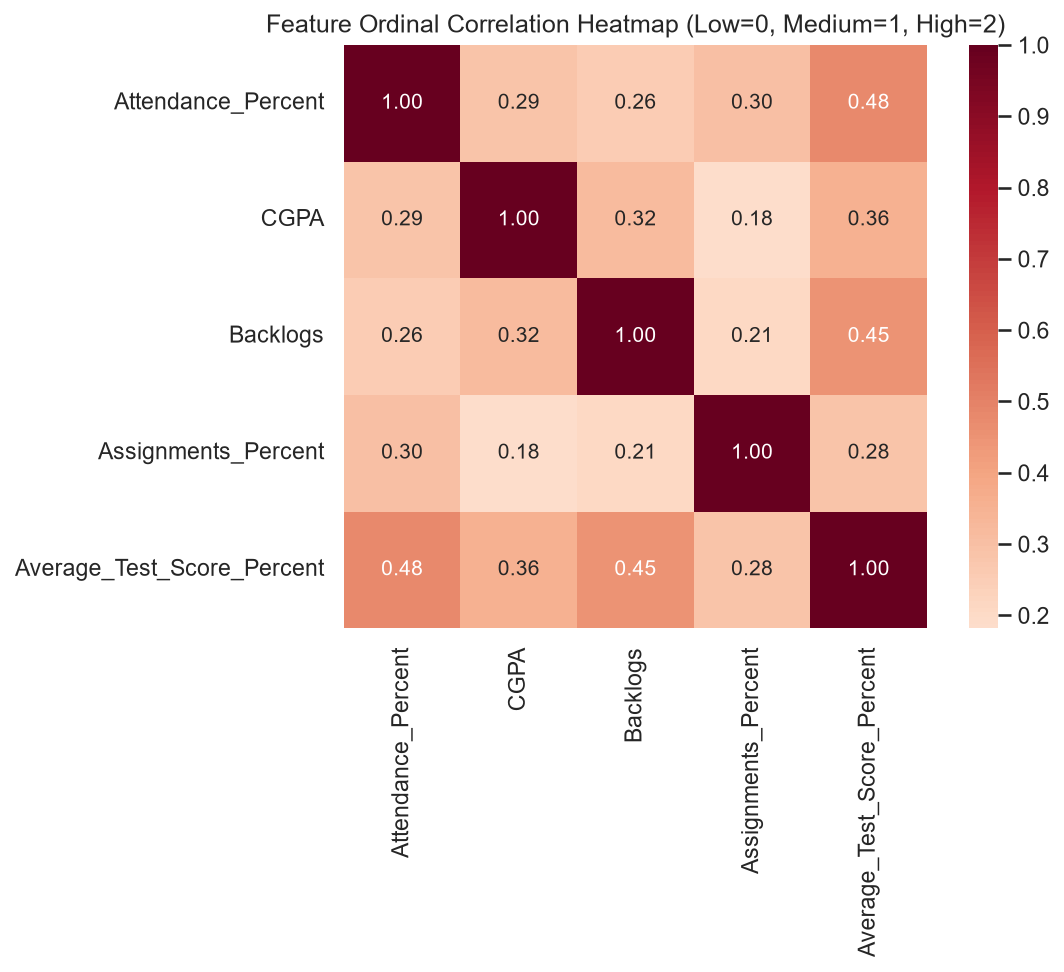 Feature Ordinal Correlation Heatmap (Low=0, Medium=1, High=2)
Attendance_Percent 1.00 0.29 0.26 0.30 0.48
CGPA 0.29 1.00 0.32 0.18 0.36
Backlogs 0.26 0.32 1.00 0.21 0.45
Assignments_Percent 0.30 0.18 0.21 1.00 0.28
Average_Test_Score_Percent 0.48 0.36 0.45 0.28 1.00
Attendance_Percent
CGPA
Backlogs
Assignments_Percent
Average_Test_Score_Percent
1.0
0.9
0.8
0.7
0.6
0.5
0.4
0.3
0.2